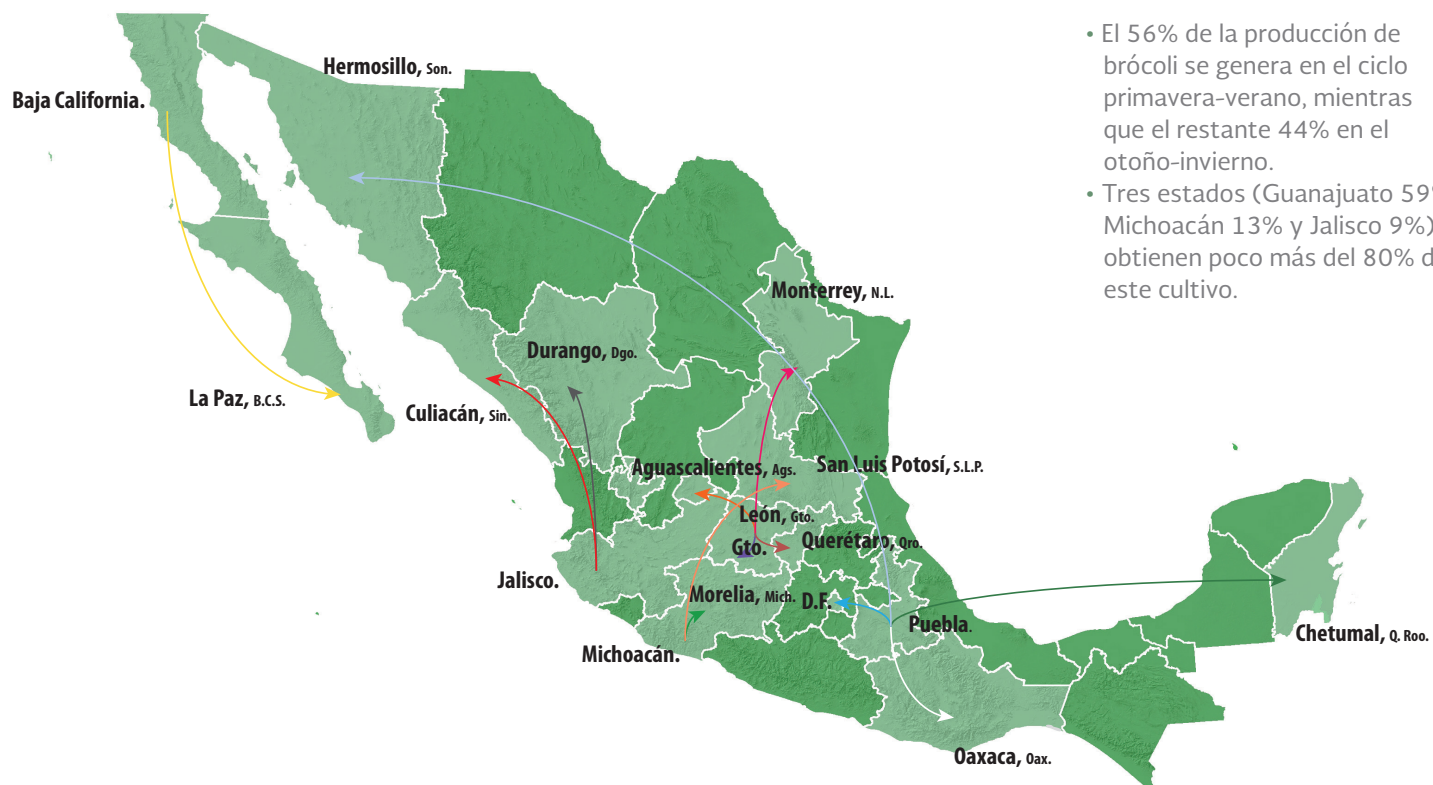 Hermosillo, Son.
Baja California.
Monterrey, N.L.
Durango, Dgo.
La Paz, B.C.S.
Culiacán, Sin.
Aguascalientes, Ags.
San Luis Potosí, S.L.P.
León, Gto.
Gto.
Querétaro, Qro.
Jalisco.
Morelia, Mich.
D.F.
Puebla.
Michoacán.
Chetumal, Q. Roo.
Oaxaca, Oax.
• El 56% de la producción de
brócoli se genera en el ciclo
primavera-verano, mientras
que el restante 44% en el
otoño-invierno.
• Tres estados (Guanajuato 59
Michoacán 13% y Jalisco 9%)
obtienen poco más del 80%
este cultivo.